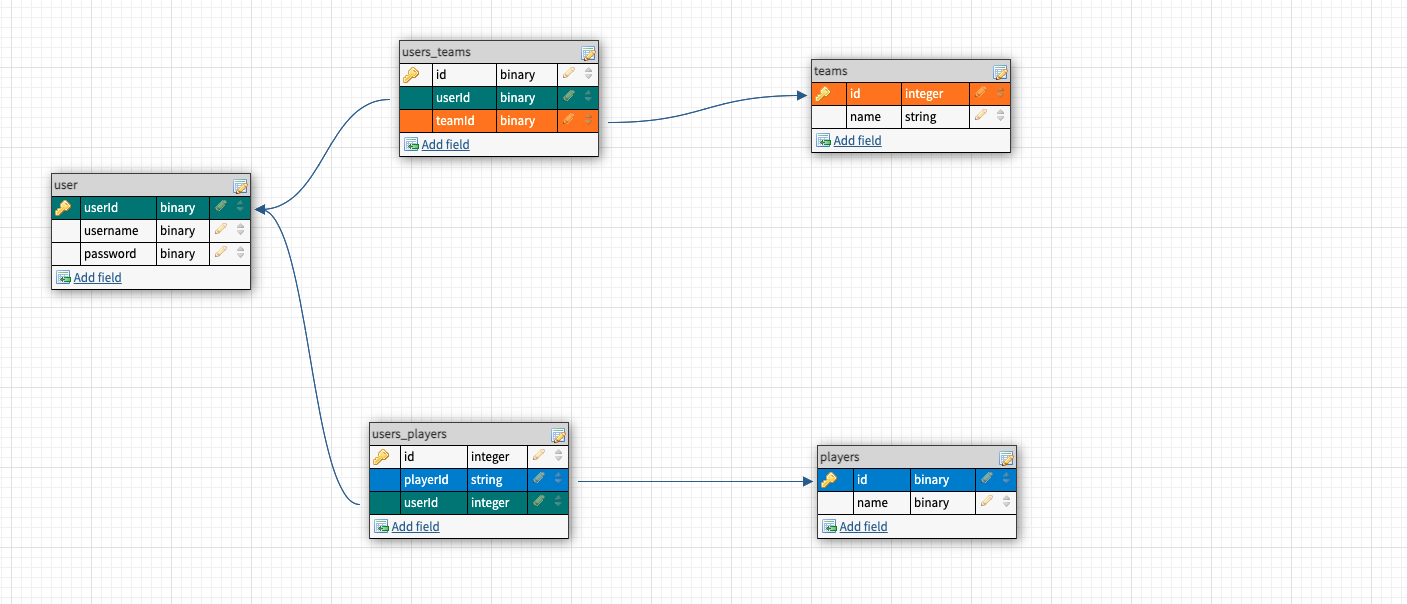 users_teams
id binary
userId binary
teamId binary
Add field
teams
id integer
name string
Add field
user
userId binary
username binary
password binary
Add field
users_players
id integer
playerId string
userId integer
Add field
players
id binary
name binary
Add field